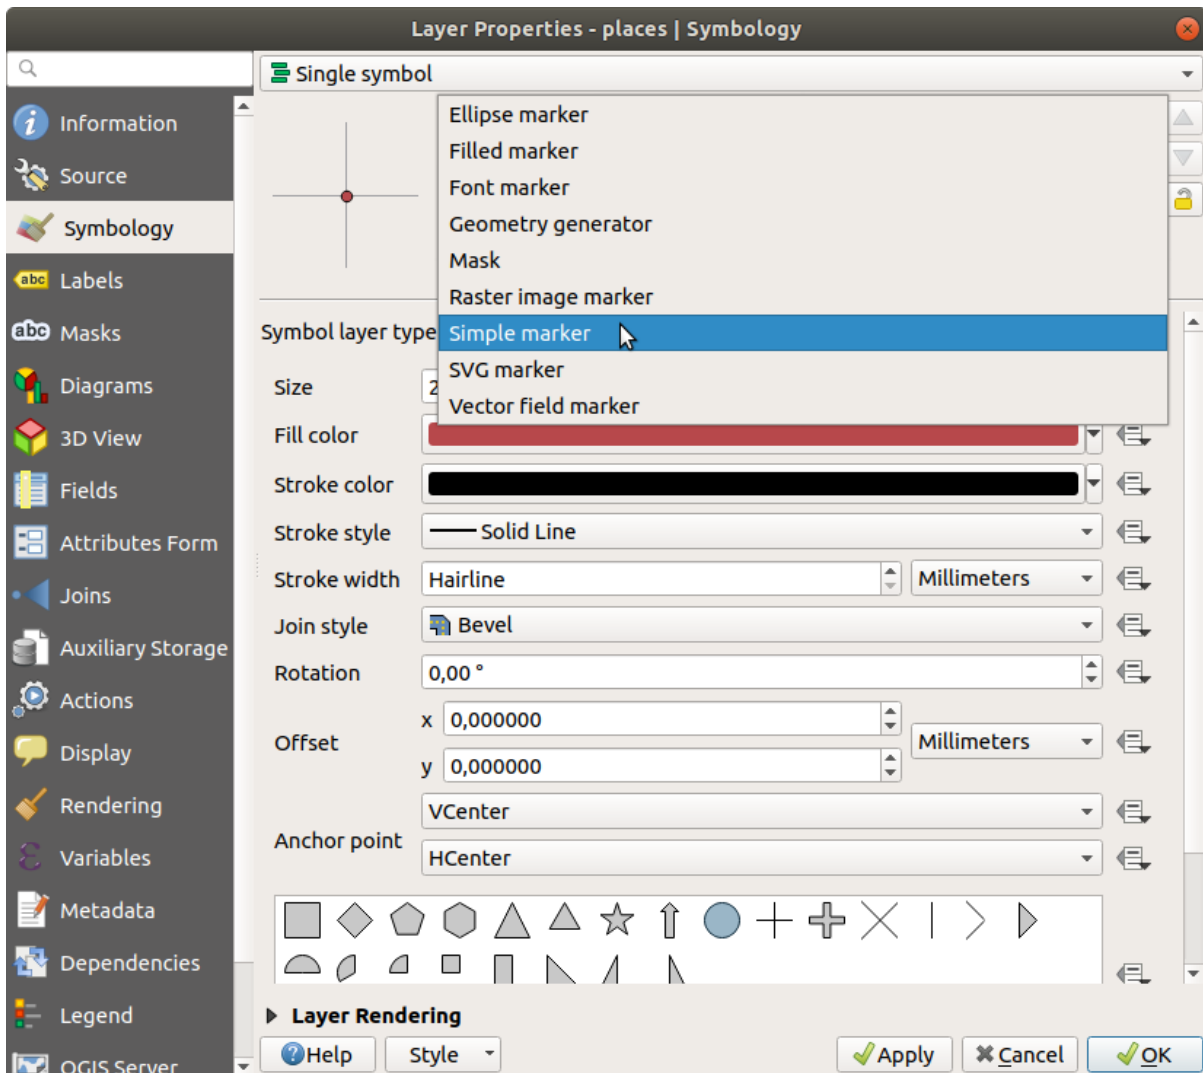 Layer Properties - places | Symbology
Single symbol
Information
Source
Symbology
abc Labels
abc Masks
Diagrams
3D View
Fields
Attributes Form
Joins
Auxiliary Storage
Actions
Display
Rendering
Variables
Metadata
Dependencies
Legend
QGIS Server
Ellipse marker
Filled marker
Font marker
Geometry generator
Mask
Raster image marker
Simple marker
SVG marker
Vector field marker
Symbol layer type
Size 2
Fill color
Stroke color
Stroke style Solid Line
Stroke width Hairline Millimeters
Join style Bevel
Rotation 0,00 °
Offset x 0,000000 Millimeters
y 0,000000
Anchor point VCenter
HCenter
Layer Rendering
Help Style Apply Cancel OK